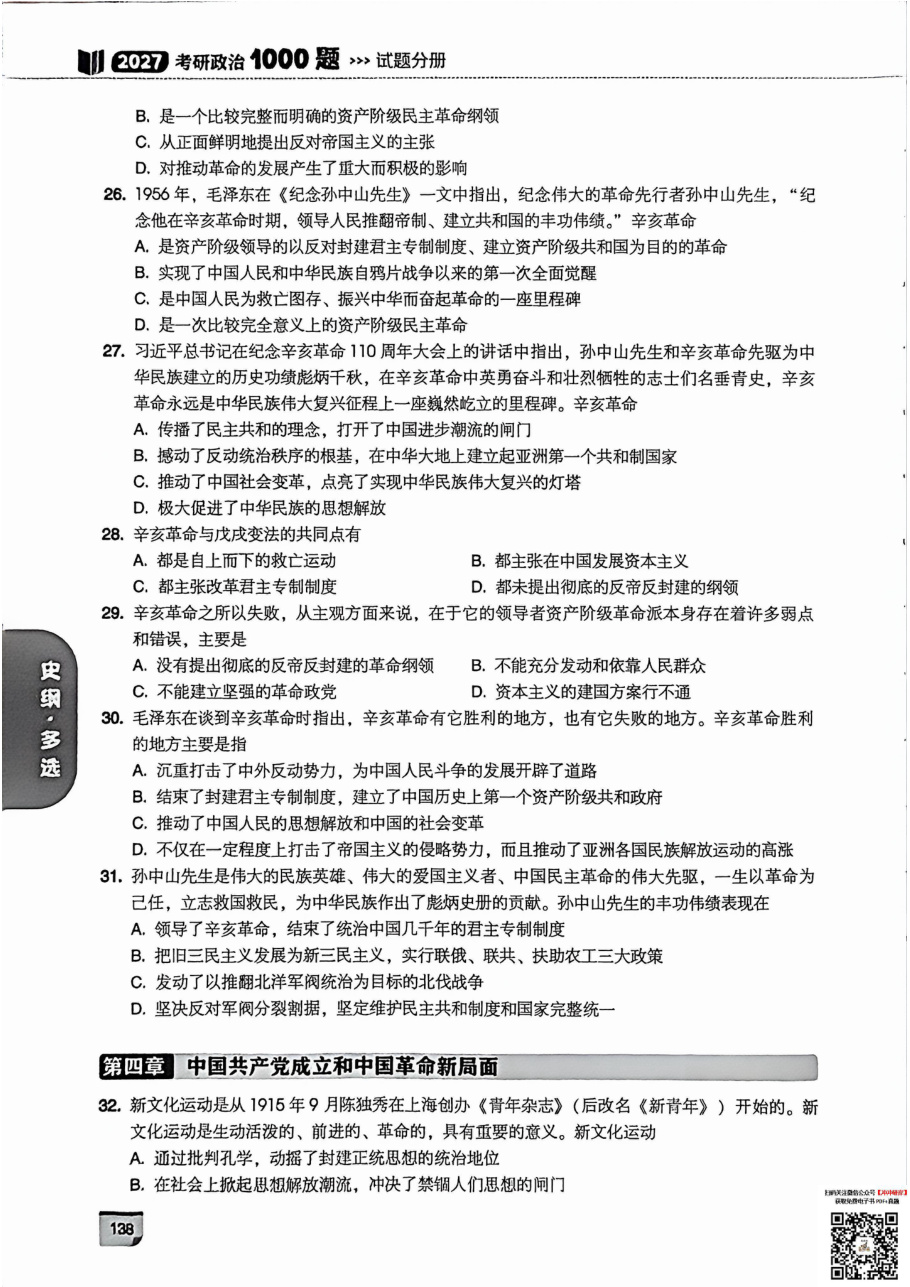 2027 考研政治1000题 >>> 试题分册
B. 是一个比较完整而明确的资产阶级民主革命纲领
C. 从正面鲜明地提出反对帝国主义的主张
D. 对推动革命的发展产生了重大而积极的影响
26. 1956年，毛泽东在《纪念孙中山先生》一文中指出，纪念伟大的革命先行者孙中山先生，“纪
念他在辛亥革命时期，领导人民推翻帝制、建立共和国的丰功伟绩。”辛亥革命
A. 是资产阶级领导的以反对封建君主专制制度、建立资产阶级共和国为目的的革命
B. 实现了中国人民和中华民族自鸦片战争以来的第一次全面觉醒
C. 是中国人民为救亡图存、振兴中华而奋起革命的一座里程碑
D. 是一次比较完全意义上的资产阶级民主革命
27. 习近平总书记在纪念辛亥革命110周年大会上的讲话中指出，孙中山先生和辛亥革命先驱为中
华民族建立的历史功绩彪炳千秋，在辛亥革命中英勇奋斗和壮烈牺牲的志士们名垂青史，辛亥
革命永远是中华民族伟大复兴征程上一座巍然屹立的里程碑。辛亥革命
A. 传播了民主共和的理念，打开了中国进步潮流的闸门
B. 撼动了反动统治秩序的根基，在中华大地上建立起亚洲第一个共和制国家
C. 推动了中国社会变革，点亮了实现中华民族伟大复兴的灯塔
D. 极大促进了中华民族的思想解放
28. 辛亥革命与戊戌变法的共同点有
A. 都是自上而下的救亡运动 B. 都主张在中国发展资本主义
C. 都主张改革君主专制制度 D. 都未提出彻底的反帝反封建的纲领
29. 辛亥革命之所以失败，从主观方面来说，在于它的领导者资产阶级革命派本身存在着许多弱点
和错误，主要是
A. 没有提出彻底的反帝反封建的革命纲领 B. 不能充分发动和依靠人民群众
C. 不能建立坚强的革命政党 D. 资本主义的建国方案行不通
30. 毛泽东在谈到辛亥革命时指出，辛亥革命有它胜利的地方，也有它失败的地方。辛亥革命胜利
的地方主要是指
A. 沉重打击了中外反动势力，为中国人民斗争的发展开辟了道路
B. 结束了封建君主专制制度，建立了中国历史上第一个资产阶级共和政府
C. 推动了中国人民的思想解放和中国的社会变革
D. 不仅在一定程度上打击了帝国主义的侵略势力，而且推动了亚洲各国民族解放运动的高涨
31. 孙中山先生是伟大的民族英雄、伟大的爱国主义者、中国民主革命的伟大先驱，一生以革命为
己任，立志救国救民，为中华民族作出了彪炳史册的贡献。孙中山先生的丰功伟绩表现在
A. 领导了辛亥革命，结束了统治中国几千年的君主专制制度
B. 把旧三民主义发展为新三民主义，实行联俄、联共、扶助农工三大政策
C. 发动了以推翻北洋军阀统治为目标的北伐战争
D. 坚决反对军阀分裂割据，坚定维护民主共和制度和国家完整统一
史纲·多选
第四章 中国共产党成立和中国革命新局面
32. 新文化运动是从1915年9月陈独秀在上海创办《青年杂志》（后改名《新青年》）开始的。新
文化运动是生动活泼的、前进的、革命的，具有重要的意义。新文化运动
A. 通过批判孔学，动摇了封建正统思想的统治地位
B. 在社会上掀起思想解放潮流，冲决了禁锢人们思想的闸门
138
扫码关注微信公众号【冲冲研官】
获取免费电子书PDF+真题